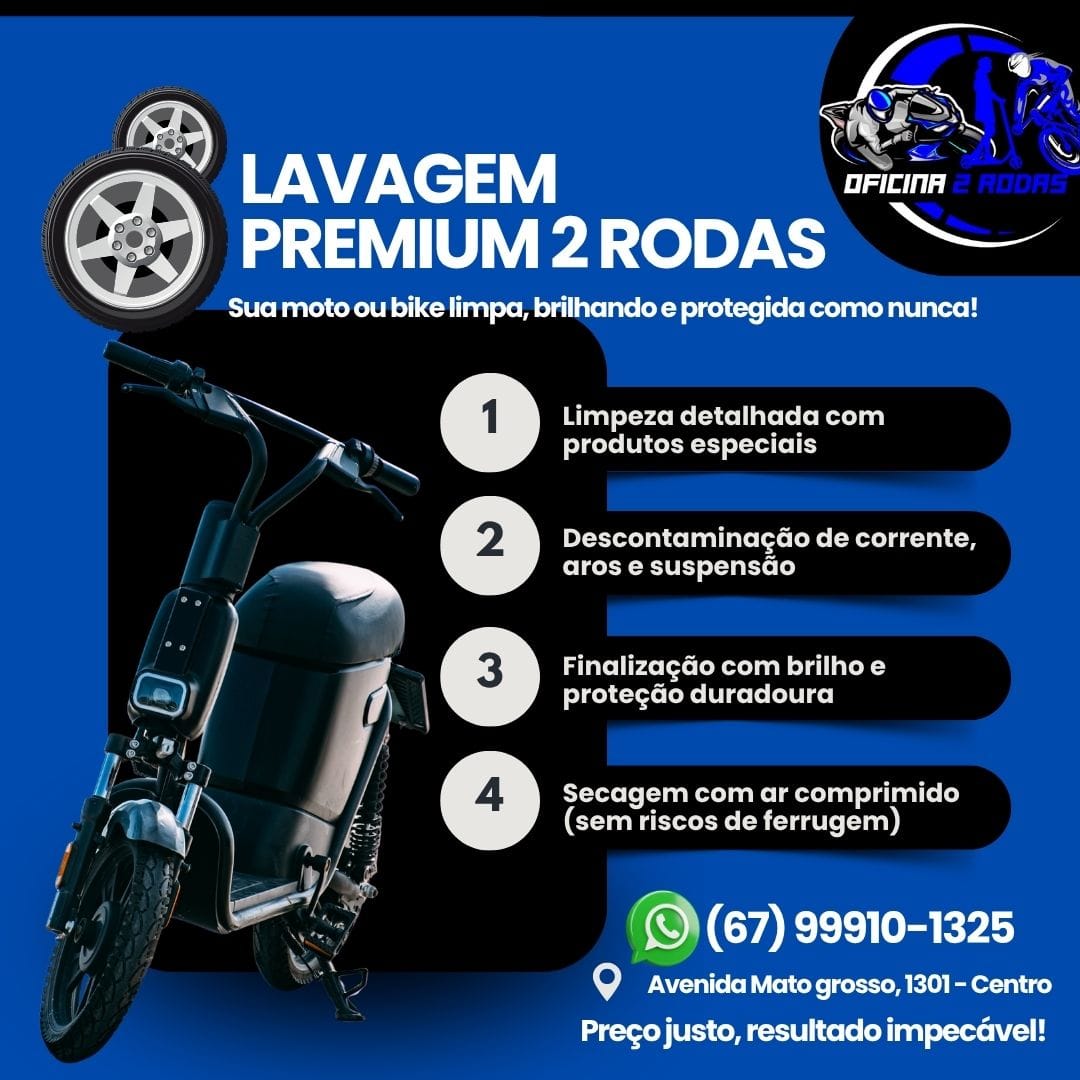 OFICINA 2 RODAS
LAVAGEM
PREMIUM 2 RODAS
Sua moto ou bike limpa, brilhando e protegida como nunca!
1
Limpeza detalhada com
produtos especiais
2
Descontaminação de corrente,
aros e suspensão
3
Finalização com brilho e
proteção duradoura
4
Secagem com ar comprimido
(sem riscos de ferrugem)
(67) 99910-1325
Avenida Mato grosso, 1301 - Centro
Preço justo, resultado impecável!